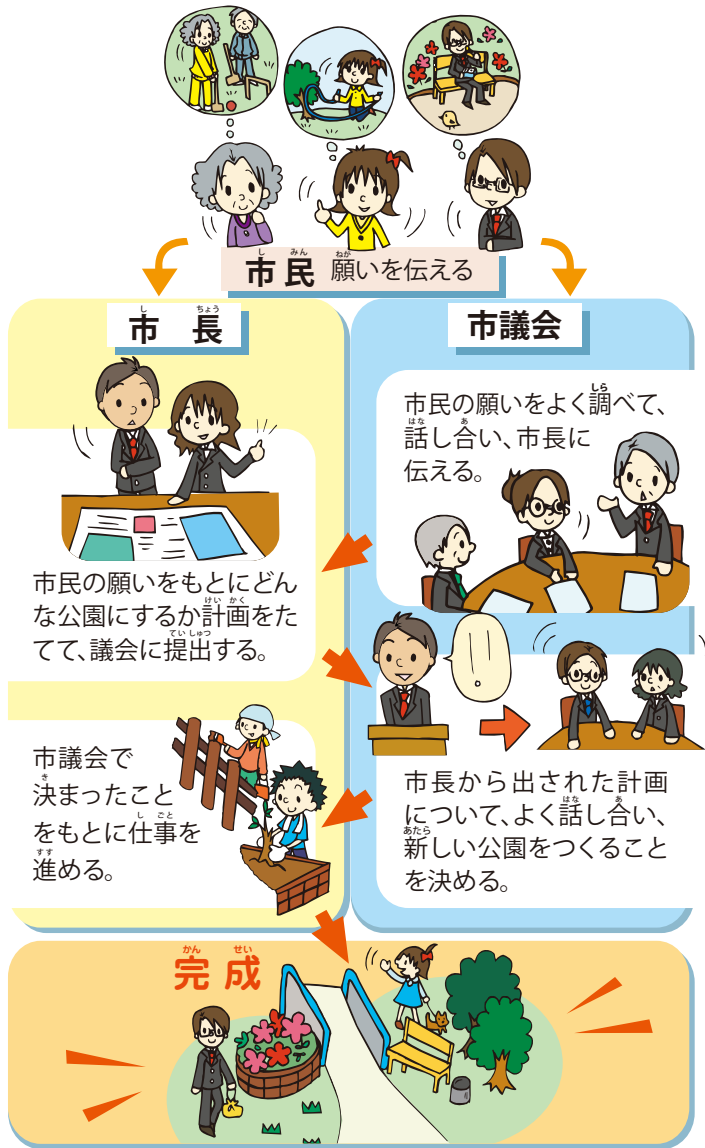 市民 願いを伝える
市長
市議会
市民の願いをよく調べて、
話し合い、市長に
伝える。
市民の願いをもとにどん
な公園にするか計画をた
てて、議会に提出する。
市長から出された計画
について、よく話し合い、
新しい公園をつくること
を決める。
市議会で
決まったこと
をもとに仕事を
進める。
完成